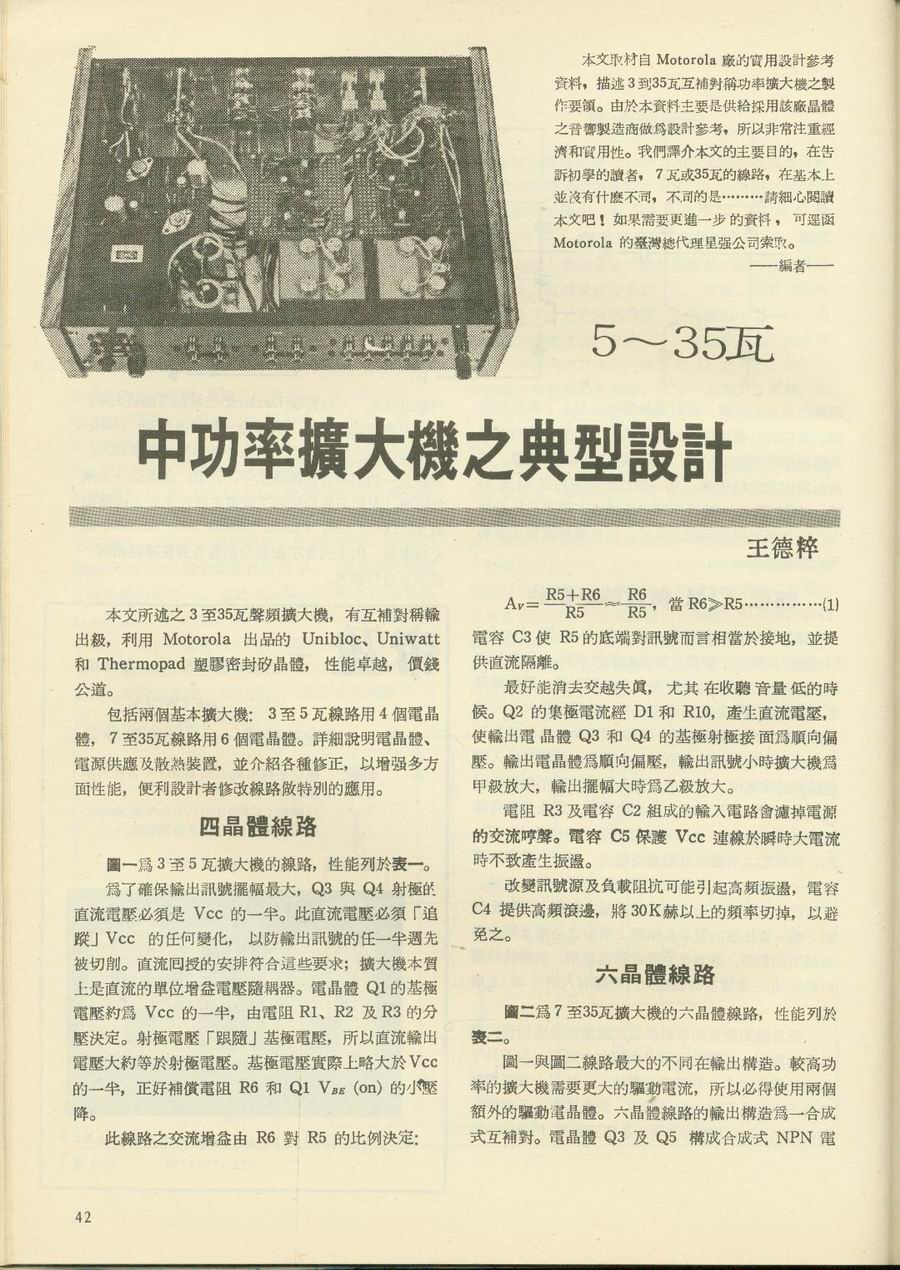 本文取材自 Motorola 廠的實用設計參考
資料，描述 3 到35瓦互補對稱功率擴大機之製
作要領。由於本資料主要是供給採用該廠晶體
之音響製造商做爲設計參考，所以非常注重經
濟和實用性。我們譯介本文的主要目的，在告
訴初學的讀者， 7 瓦或35瓦的線路，在基本上
並沒有什麼不同，不同的是………請細心閱讀
本文吧！如果需要更進一步的資料，可逕函
Motorola 的臺灣總代理星强公司索取。
——編者——
5～35瓦
中功率擴大機之典型設計
王德粹
本文所述之 3 至35瓦聲頻擴大機，有互補對稱輸
出級，利用 Motorola 出品的 Unibloc、Uniwatt
和 Thermopad 塑膠密封矽晶體，性能卓越，價錢
公道。
包括兩個基本擴大機： 3 至 5 瓦線路用 4 個電晶
體， 7 至35瓦線路用 6 個電晶體。詳細說明電晶體、
電源供應及散熱裝置，並介紹各種修正，以增强多方
面性能，便利設計者修改線路做特別的應用。
四晶體線路
圖一爲 3 至 5 瓦擴大機的線路，性能列於表一。
爲了確保輸出訊號擺幅最大，Q3 與 Q4 射極的
直流電壓必須是 Vcc 的一半。此直流電壓必須「追
蹤」Vcc 的任何變化，以防輸出訊號的任一半週先
被切削。直流囘授的安排符合這些要求；擴大機本質
上是直流的單位增益電壓隨耦器。電晶體 Q1 的基極
電壓約爲 Vcc 的一半，由電阻 R1、R2 及 R3 的分
壓決定。射極電壓「跟隨」基極電壓，所以直流輸出
電壓大約等於射極電壓。基極電壓實際上略大於 Vcc
的一半，正好補償電阻 R6 和 Q1 VBE (on) 的小壓
降。
此線路之交流增益由 R6 對 R5 的比例決定：
Av= R5+R6/R5 ≃ R6/R5，當 R6≫R5……………(1)
電容 C3 使 R5 的底端對訊號而言相當於接地，並提
供直流隔離。
最好能消去交越失眞，尤其在收聽音量低的時
候。Q2 的集極電流經 D1 和 R10，產生直流電壓，
使輸出電晶體 Q3 和 Q4 的基極射極接面爲順向偏
壓。輸出電晶體爲順向偏壓，輸出訊號小時擴大機爲
甲級放大，輸出擺幅大時爲乙級放大。
電阻 R3 及電容 C2 組成的輸入電路會濾掉電源
的交流哼聲。電容 C5 保護 Vcc 連線於瞬時大電流
時不致產生振盪。
改變訊號源及負載阻抗可能引起高頻振盪，電容
C4 提供高頻滾邊，將 30K 赫以上的頻率切掉，以避
免之。
六晶體線路
圖二爲 7 至35瓦擴大機的六晶體線路，性能列於
表二。
圖一與圖二線路最大的不同在輸出構造。較高功
率的擴大機需要更大的驅動電流，所以必得使用兩個
額外的驅動電晶體。六晶體線路的輸出構造爲一合成
式互補對。電晶體 Q3 及 Q5 構成合成式 NPN 電
42